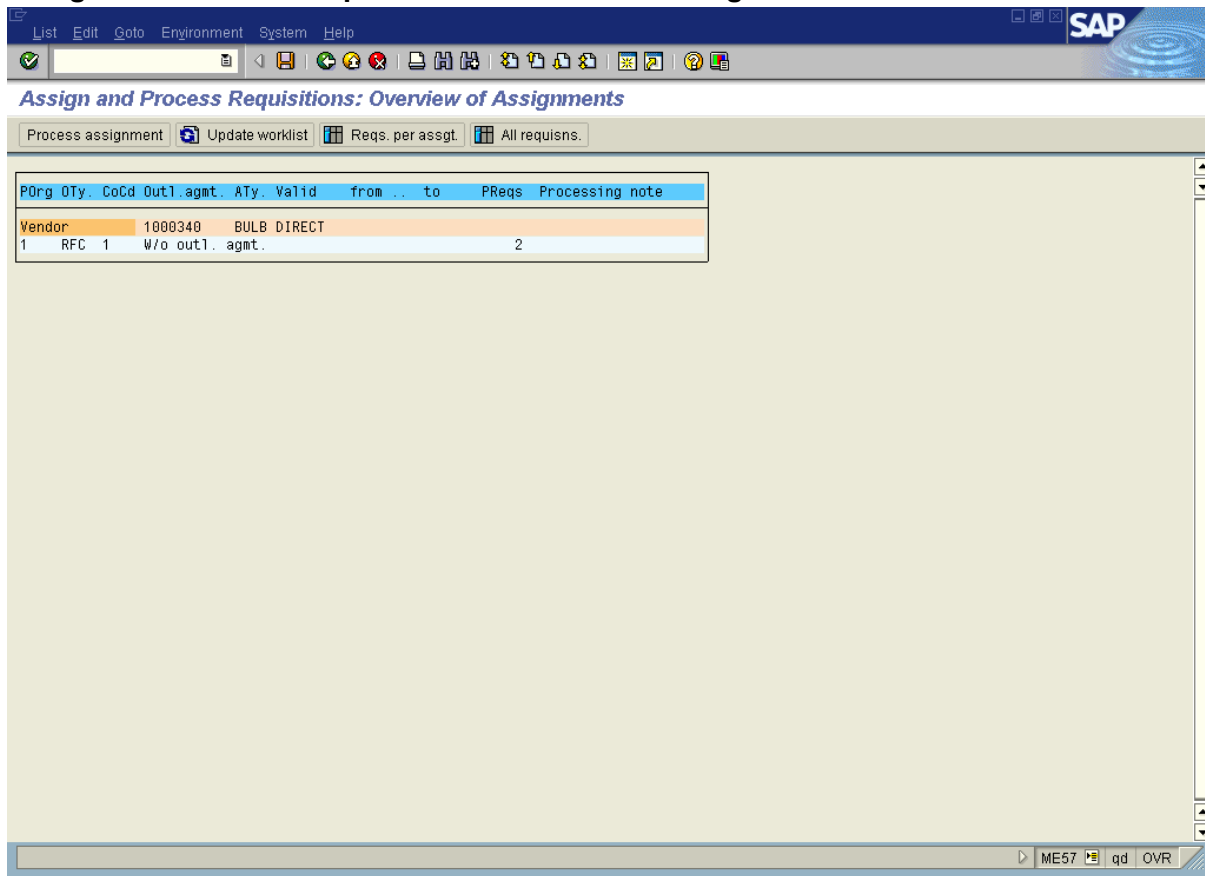 List Edit Goto Environment System Help
SAP
Assign and Process Requisitions: Overview of Assignments
Process assignment Update worklist Reqs. per assgt. All requisns.
POrg OTy. CoCd Outl.agmt. ATy. Valid from .. to PReqs Processing note
Vendor 1000340 BULB DIRECT
1 RFC 1 W/o outl. agmt. 2
ME57 qd OVR